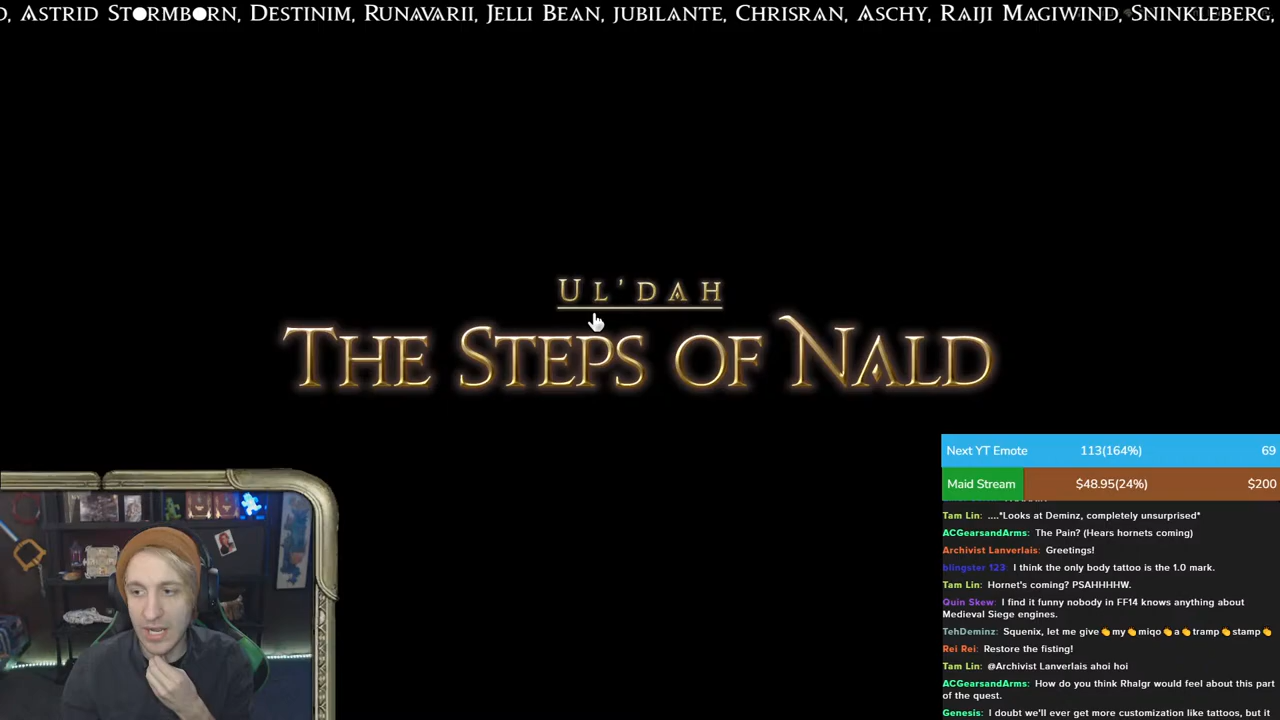 , Astrid Stormborn, Destinim, Runavarii, Jelli Bean, jubilante, Chrisran, Aschy, Raiji Magiwind, Sninkleberg,
Ul'dah
The Steps of Nald
Next YT Emote 113(164%) 69
Maid Stream $48.95(24%) $200
Tam Lin: ....*Looks at Deminz, completely unsurprised*
ACGearsandArms: The Pain? (Hears hornets coming)
Archivist Lanverlais: Greetings!
blingster 123: I think the only body tattoo is the 1.0 mark.
Tam Lin: Hornet's coming? PSAHHHHW.
Quin Skew: I find it funny nobody in FF14 knows anything about
Medieval Siege engines.
TehDeminz: Squenix, let me give👏my👏miqo👏a👏tramp👏stamp👏
Rei Rei: Restore the fisting!
Tam Lin: @Archivist Lanverlais ahoi hoi
ACGearsandArms: How do you think Rhalgr would feel about this part
of the quest.
Genesis: I doubt we'll ever get more customization like tattoos, but it